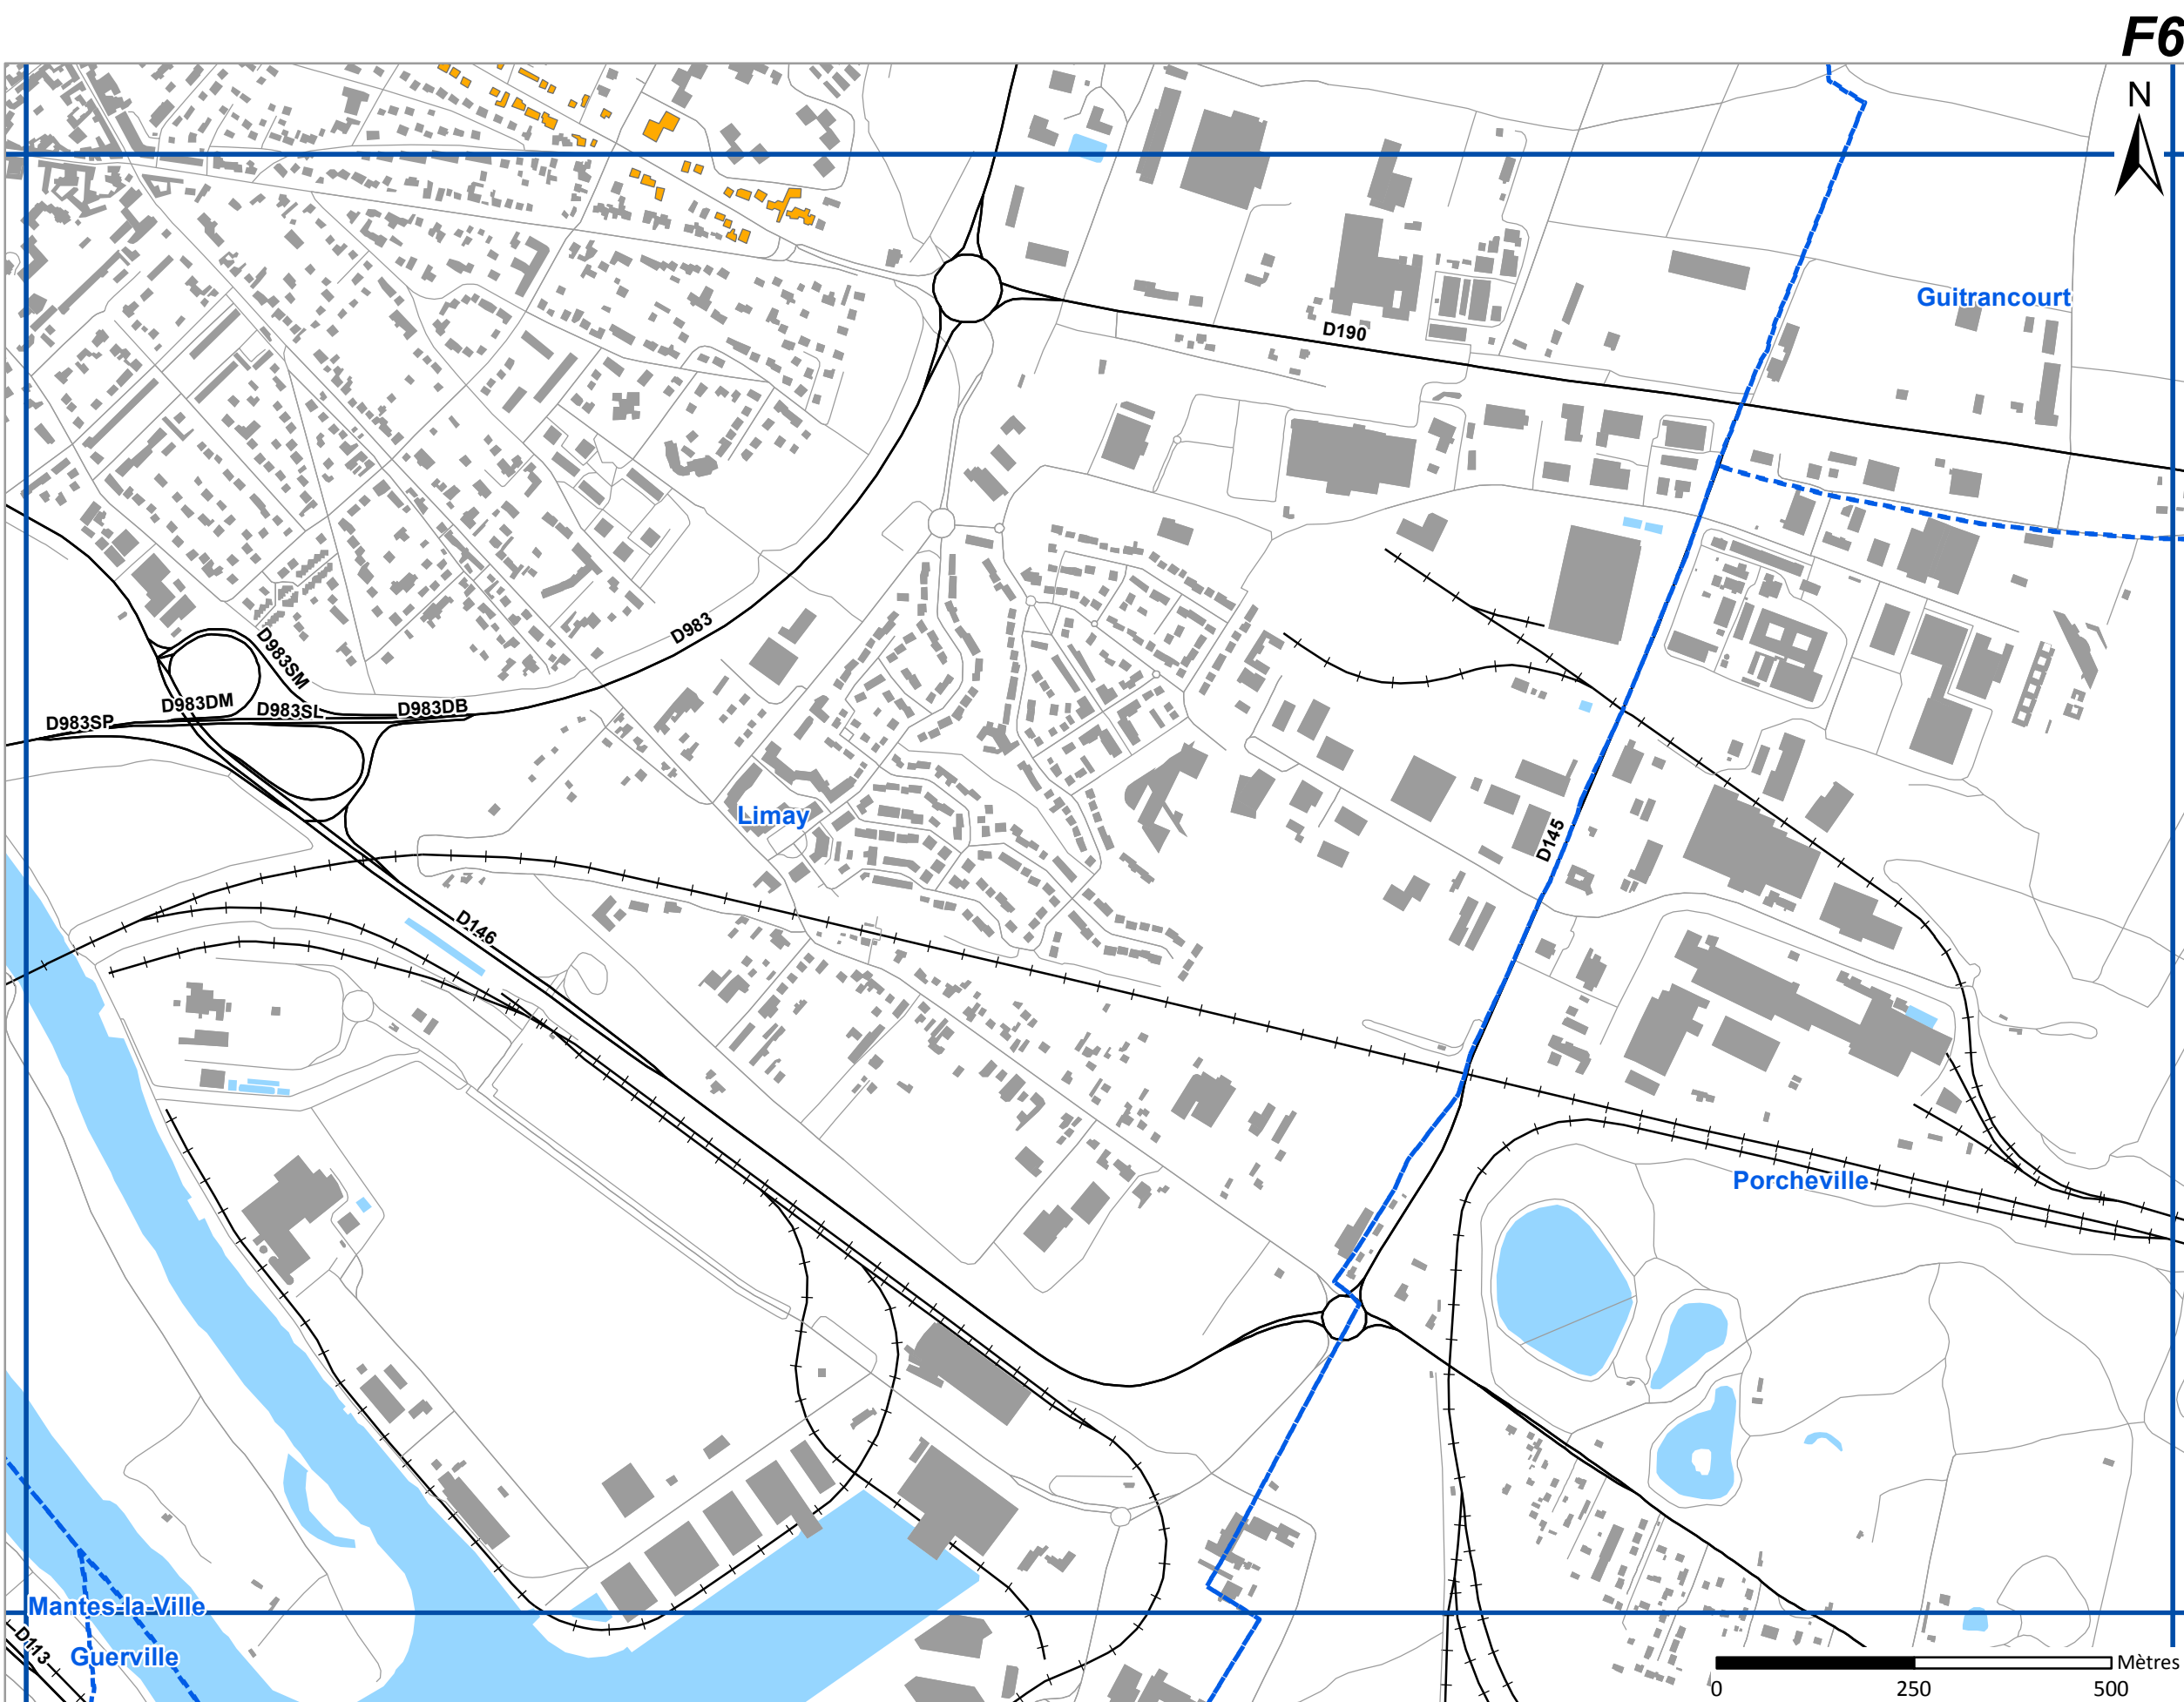 F6
N
Guitrancourt
D190
D983
D983SM
D983DM
D983SL
D983DB
D983SP
Limay
D145
D146
Porcheville
Mantes-la-Ville
Guerville
D113
Mètres
0 250 500